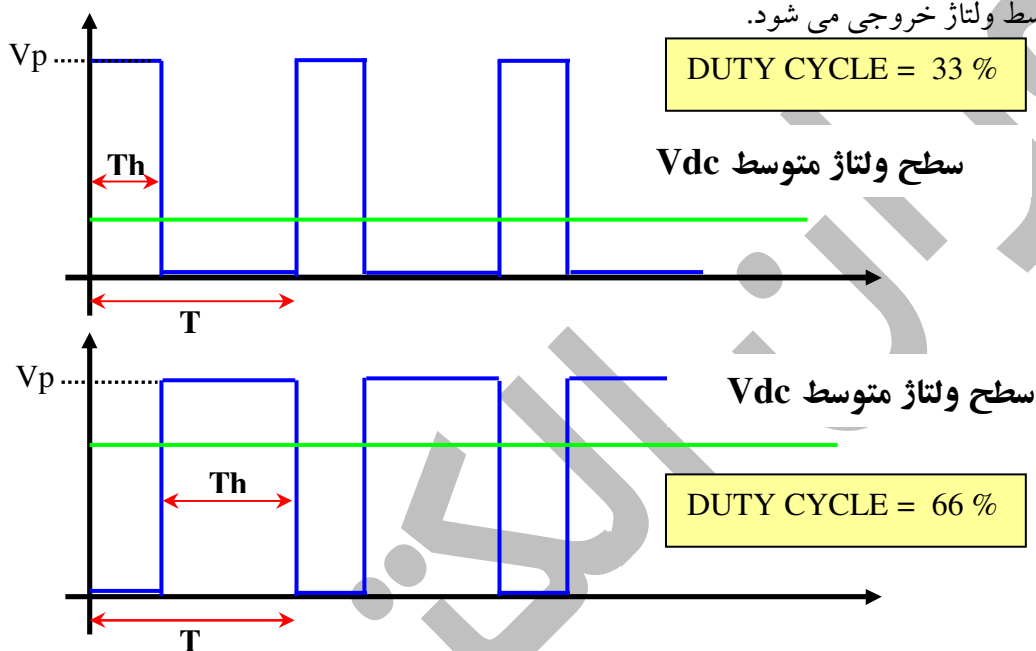 سط ولتاژ خروجی می شود.
Vp
DUTY CYCLE = 33 %
Th
سطح ولتاژ متوسط Vdc
T
Vp
سطح ولتاژ متوسط Vdc
Th
DUTY CYCLE = 66 %
T